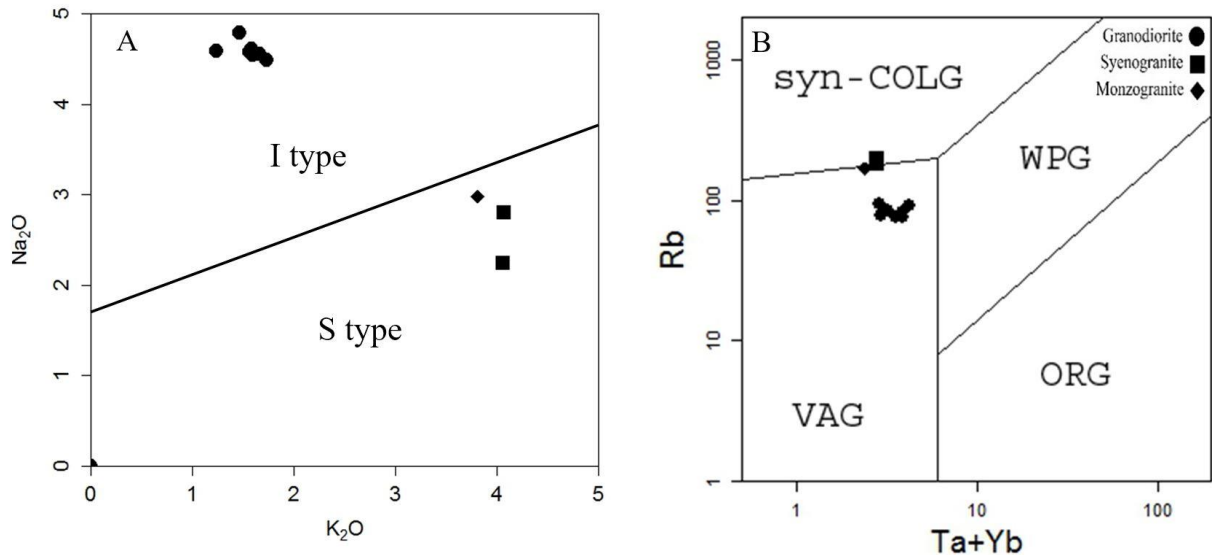 A
5
4
3
2
1
0
Na₂O
I type
S type
0
1
2
3
4
5
K₂O
B
Granodiorite
Syenogranite
Monzogranite
syn-COLG
WPG
VAG
ORG
1000
100
10
1
Rb
1
10
100
Ta+Yb